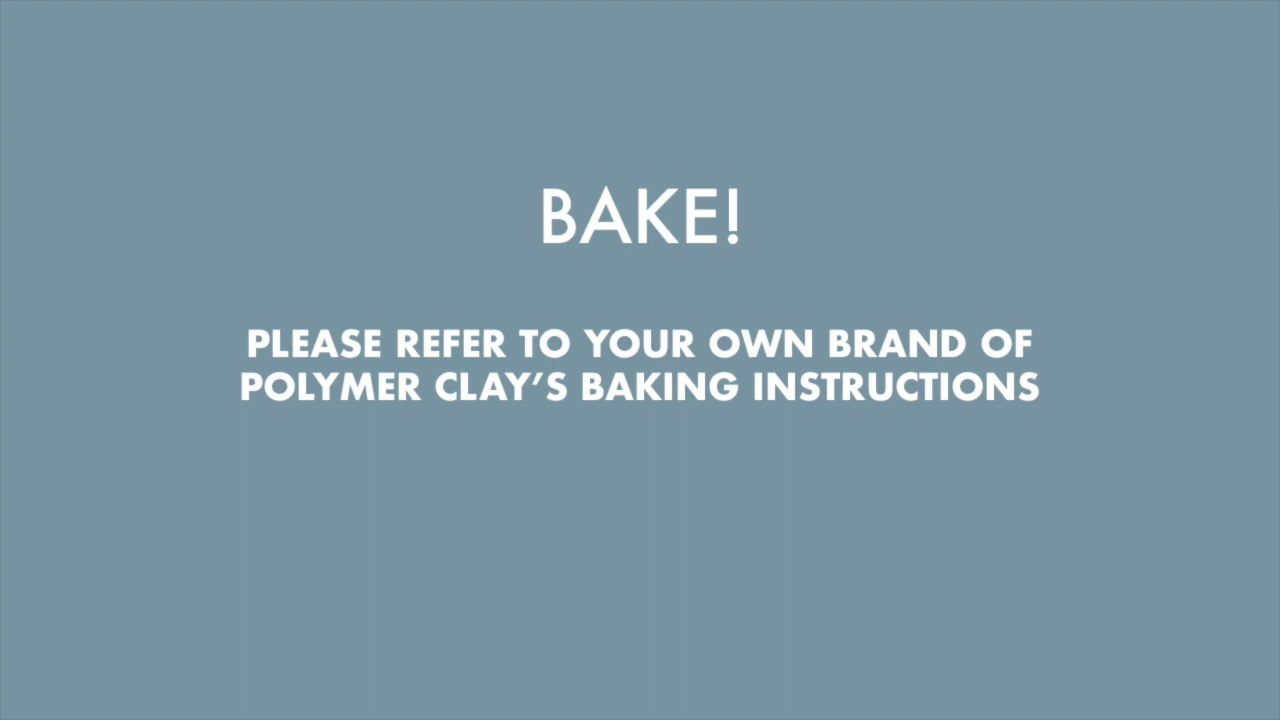 BAKE!
PLEASE REFER TO YOUR OWN BRAND OF
POLYMER CLAY’S BAKING INSTRUCTIONS